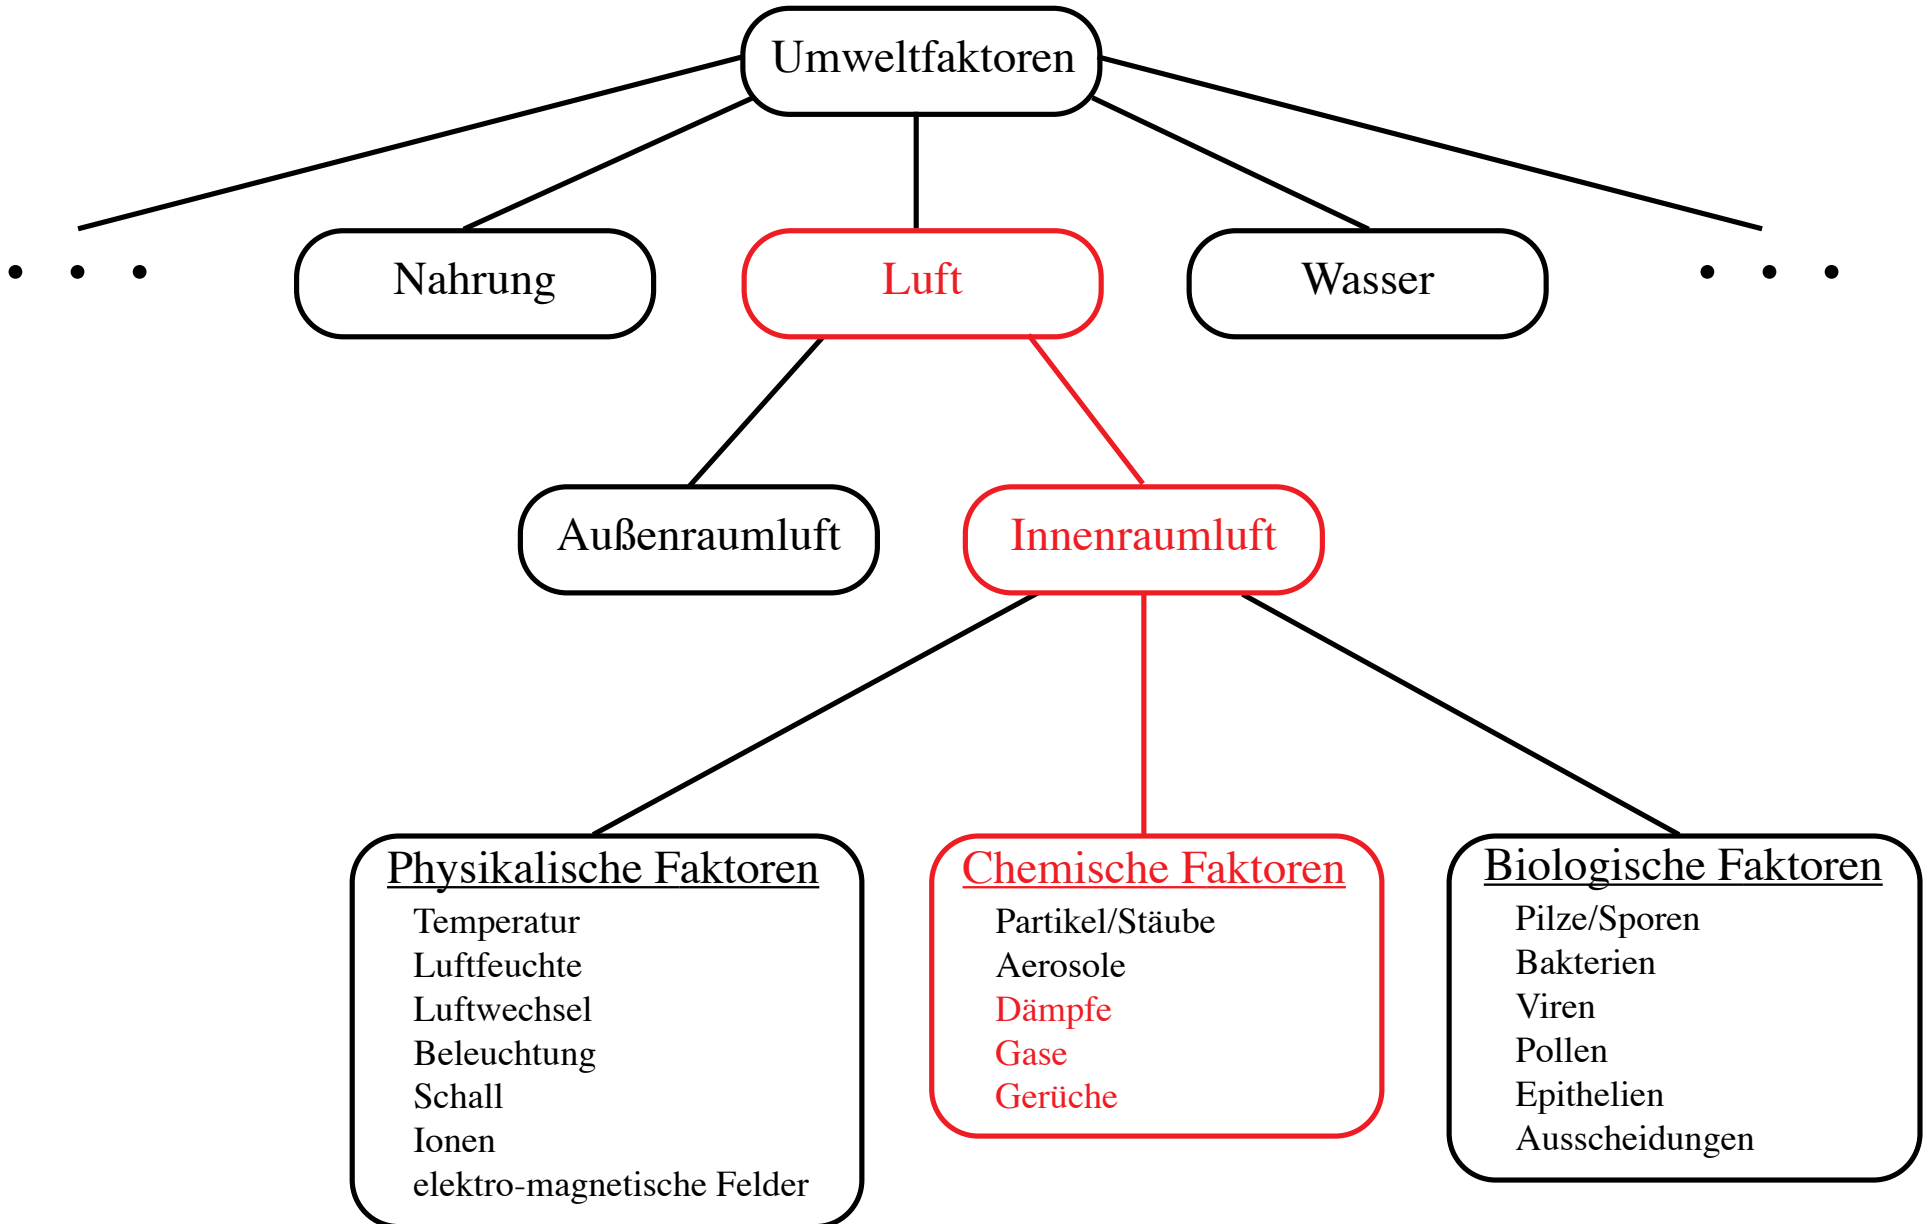 Umweltfaktoren
• • •
Nahrung
Luft
Wasser
• • •
Außenraumluft
Innenraumluft
Physikalische Faktoren
Temperatur
Luftfeuchte
Luftwechsel
Beleuchtung
Schall
Ionen
elektro-magnetische Felder
Chemische Faktoren
Partikel/Stäube
Aerosole
Dämpfe
Gase
Gerüche
Biologische Faktoren
Pilze/Sporen
Bakterien
Viren
Pollen
Epithelien
Ausscheidungen